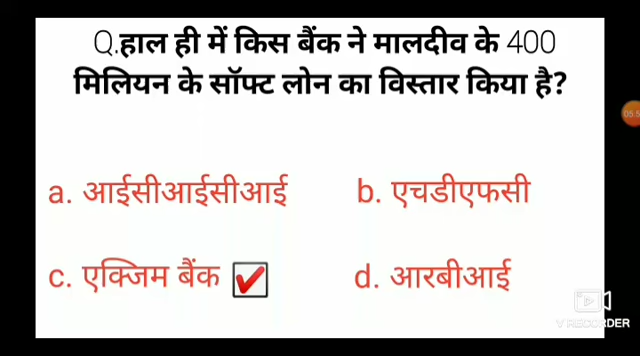 Q.हाल ही में किस बैंक ने मालदीव के 400
मिलियन के सॉफ्ट लोन का विस्तार किया है?
a. आईसीआईसीआई b. एचडीएफसी
c. एक्जिम बैंक d. आरबीआई